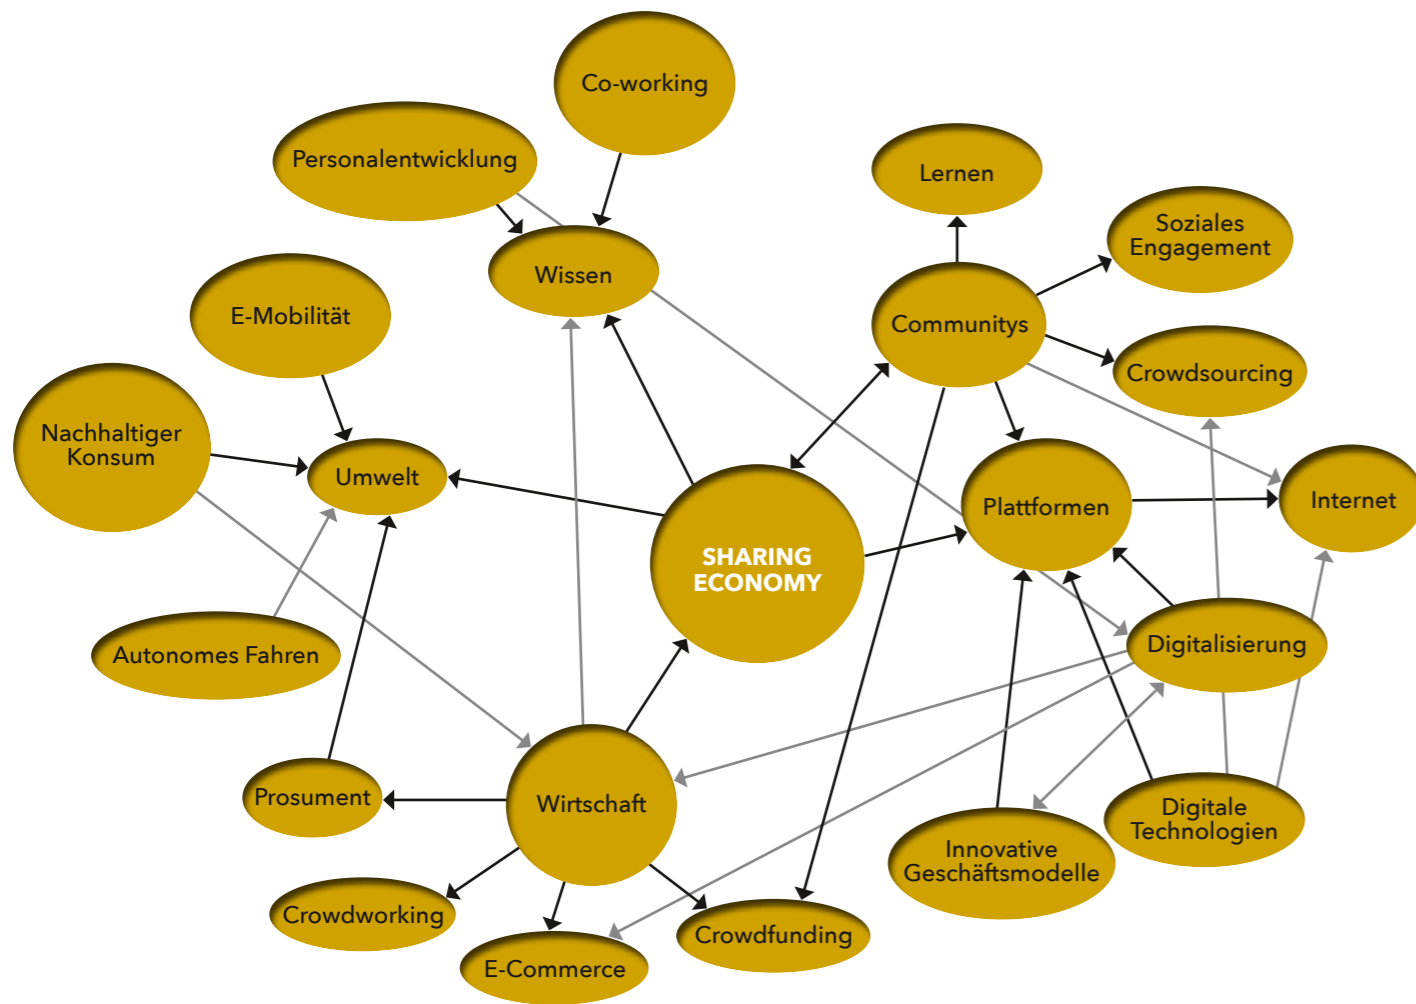 Co-working
Personalentwicklung
Lernen
Soziales
Engagement
Wissen
E-Mobilität
Communitys
Crowdsourcing
Nachhaltiger
Konsum
Umwelt
Plattformen
Internet
SHARING
ECONOMY
Autonomes Fahren
Digitalisierung
Prosument
Wirtschaft
Digitale
Technologien
Innovative
Geschäftsmodelle
Crowdworking
Crowdfunding
E-Commerce